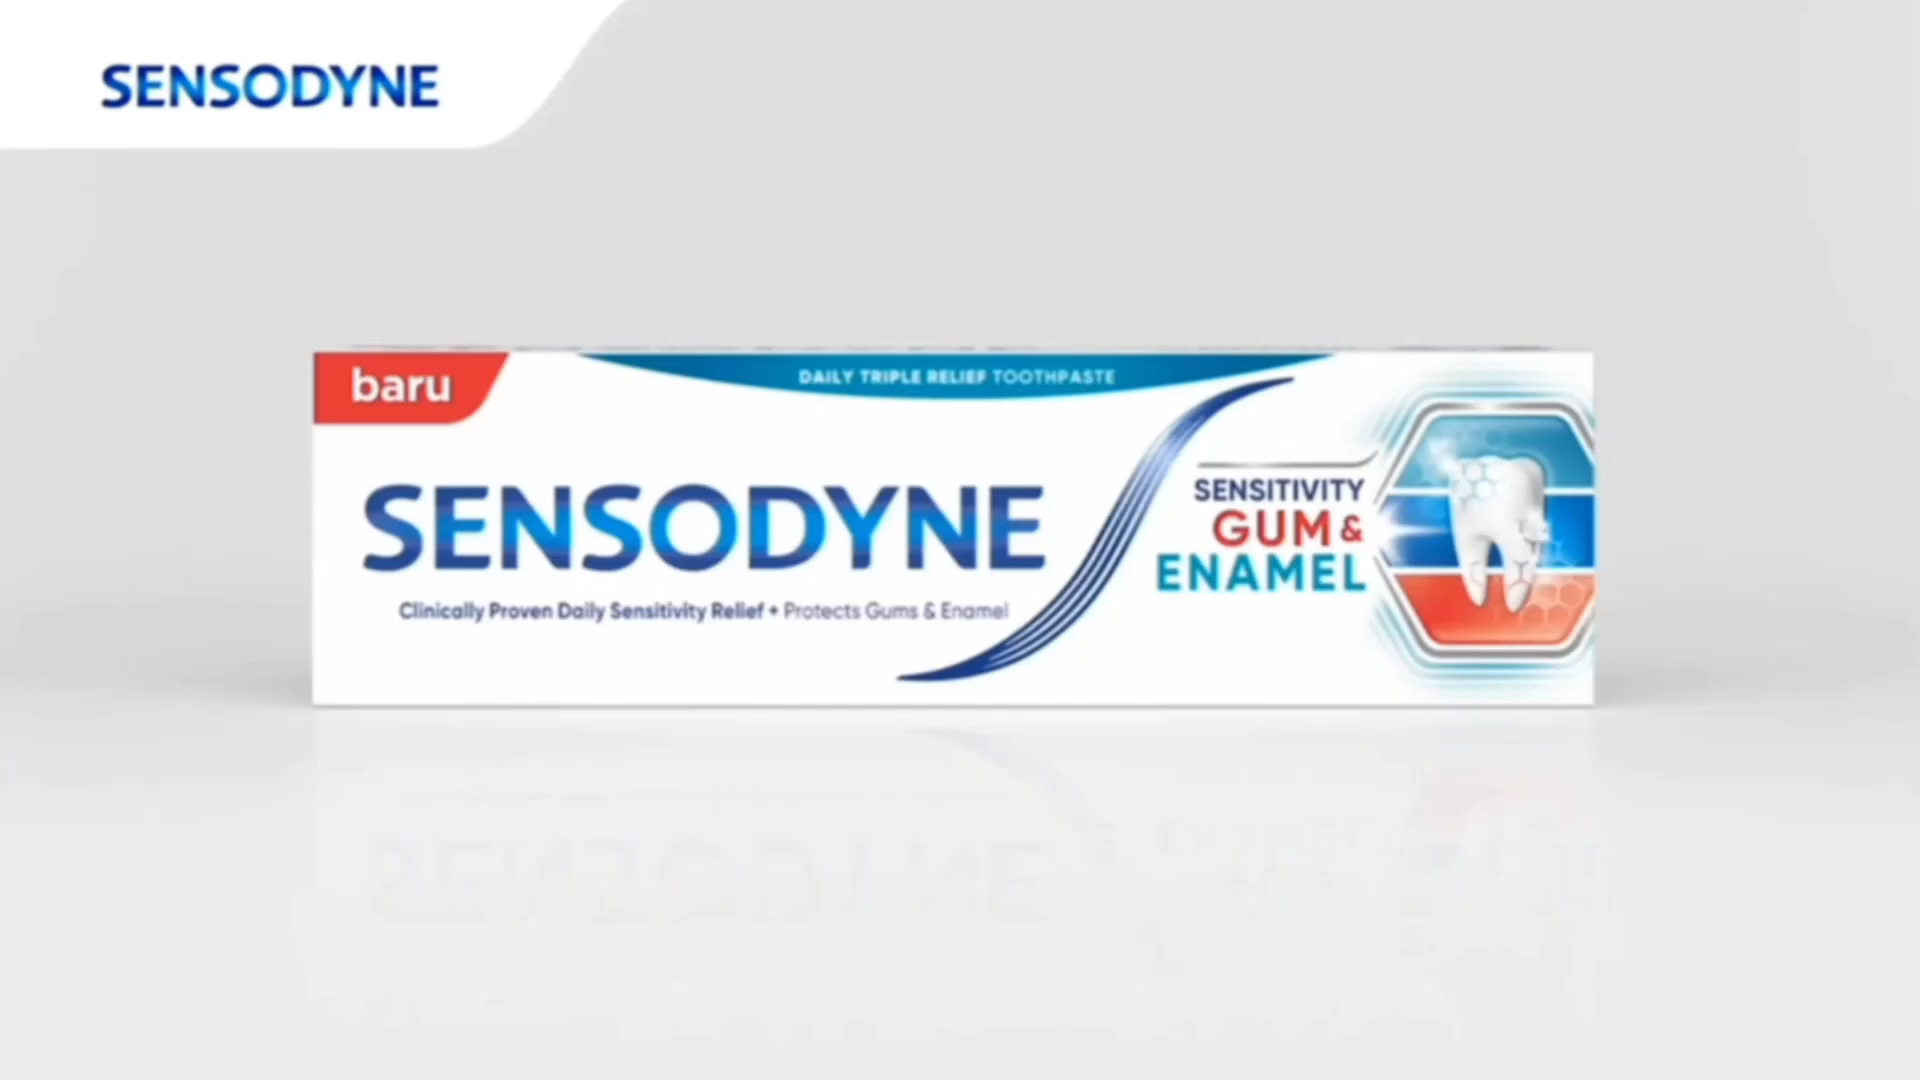 SENSODYNE
baru
DAILY TRIPLE RELIEF TOOTHPASTE
SENSODYNE
Clinically Proven Daily Sensitivity Relief + Protects Gums & Enamel
SENSITIVITY
GUM &
ENAMEL